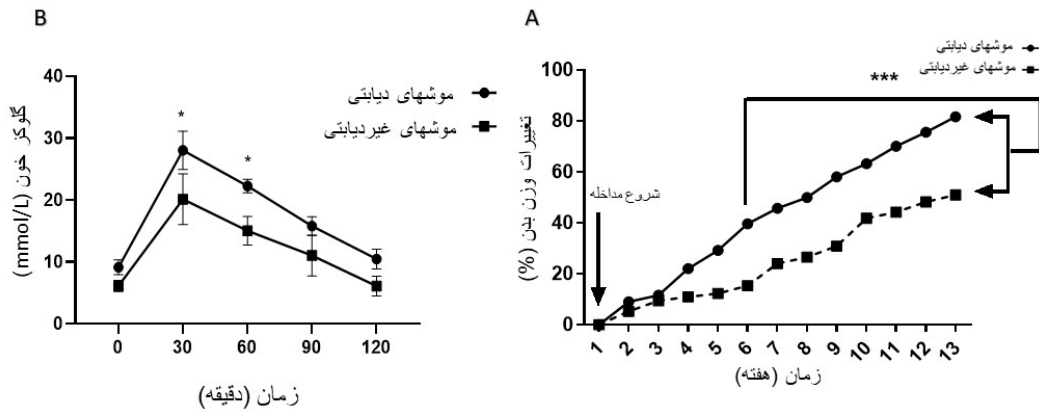 B
موشهای دیابتی
موشهای غیردیابتی
گلوکز خون (mmol/L)
40
30
20
10
0
*
*
0 30 60 90 120
زمان (دقیقه)
A
موشهای دیابتی
موشهای غیردیابتی
تغییرات وزن بدن (%)
100
80
60
40
20
0
***
شروع مداخله
1 2 3 4 5 6 7 8 9 10 11 12 13
زمان (هفته)